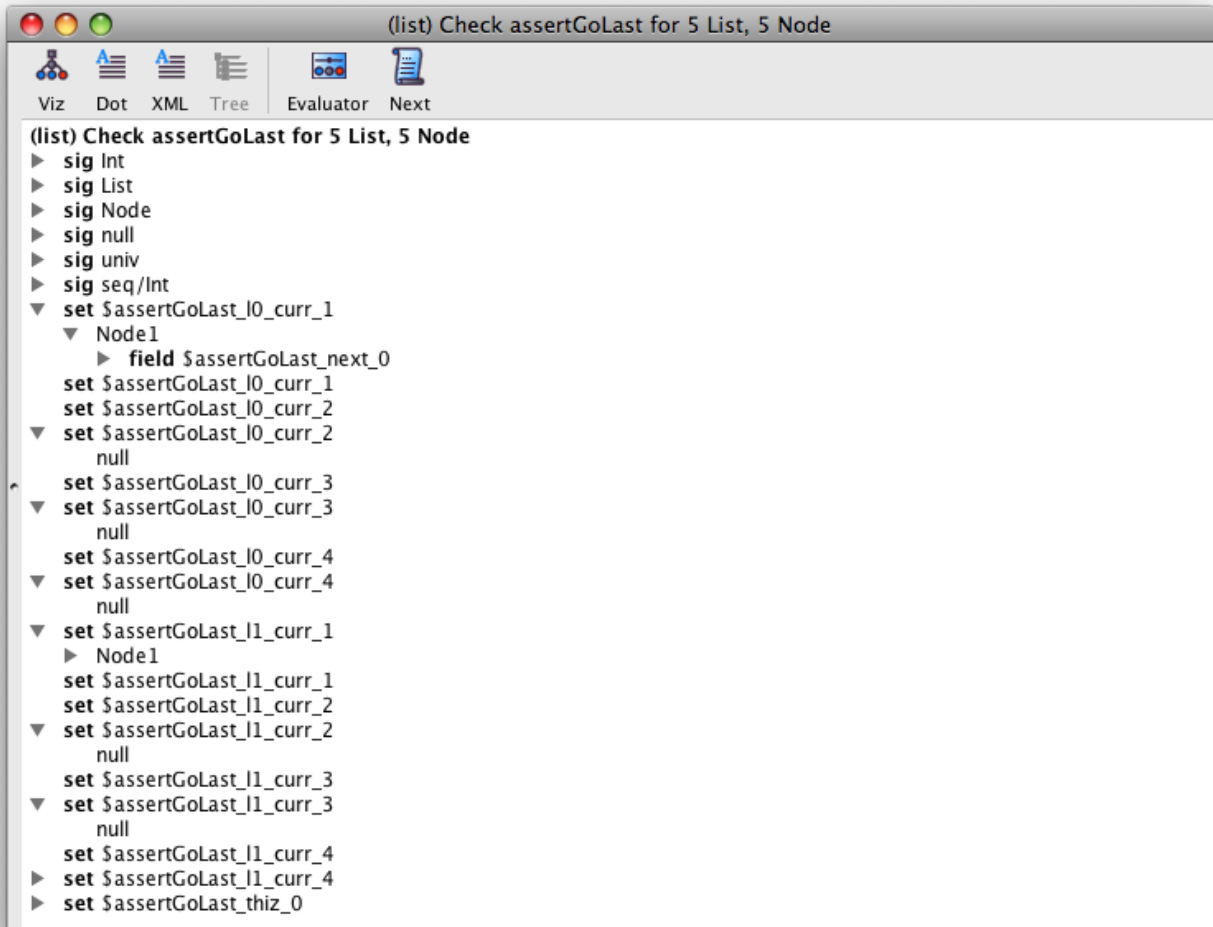 (list) Check assertGoLast for 5 List, 5 Node
Viz Dot XML Tree Evaluator Next
(list) Check assertGoLast for 5 List, 5 Node
sig Int
sig List
sig Node
sig null
sig univ
sig seq/Int
set $assertGoLast_l0_curr_1
Node1
field $assertGoLast_next_0
set $assertGoLast_l0_curr_1
set $assertGoLast_l0_curr_2
set $assertGoLast_l0_curr_2
null
set $assertGoLast_l0_curr_3
set $assertGoLast_l0_curr_3
null
set $assertGoLast_l0_curr_4
set $assertGoLast_l0_curr_4
null
set $assertGoLast_l1_curr_1
Node1
set $assertGoLast_l1_curr_1
set $assertGoLast_l1_curr_2
set $assertGoLast_l1_curr_2
null
set $assertGoLast_l1_curr_3
set $assertGoLast_l1_curr_3
null
set $assertGoLast_l1_curr_4
set $assertGoLast_l1_curr_4
set $assertGoLast_thiz_0